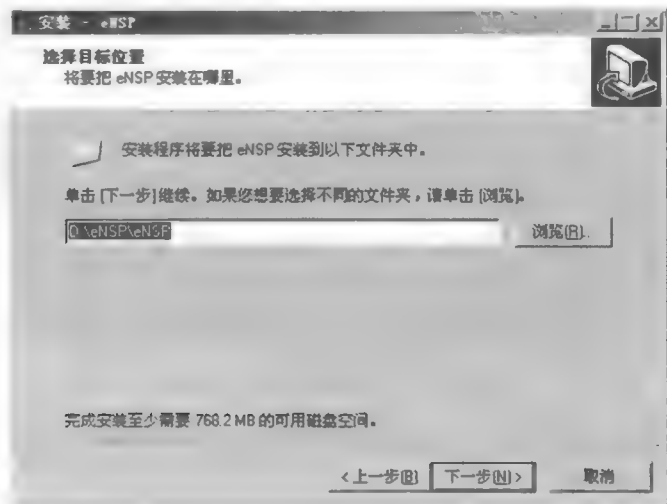 安装 - eNSP
选择目标位置
将要把 eNSP 安装在哪里。
安装程序将要把 eNSP 安装到以下文件夹中。
单击 [下一步]继续。如果您想要选择不同的文件夹，请单击 [浏览]。
D:\eNSP\eNSP
浏览(R)..
完成安装至少需要 768.2 MB 的可用磁盘空间。
<上一步(B) 下一步(N)> 取消